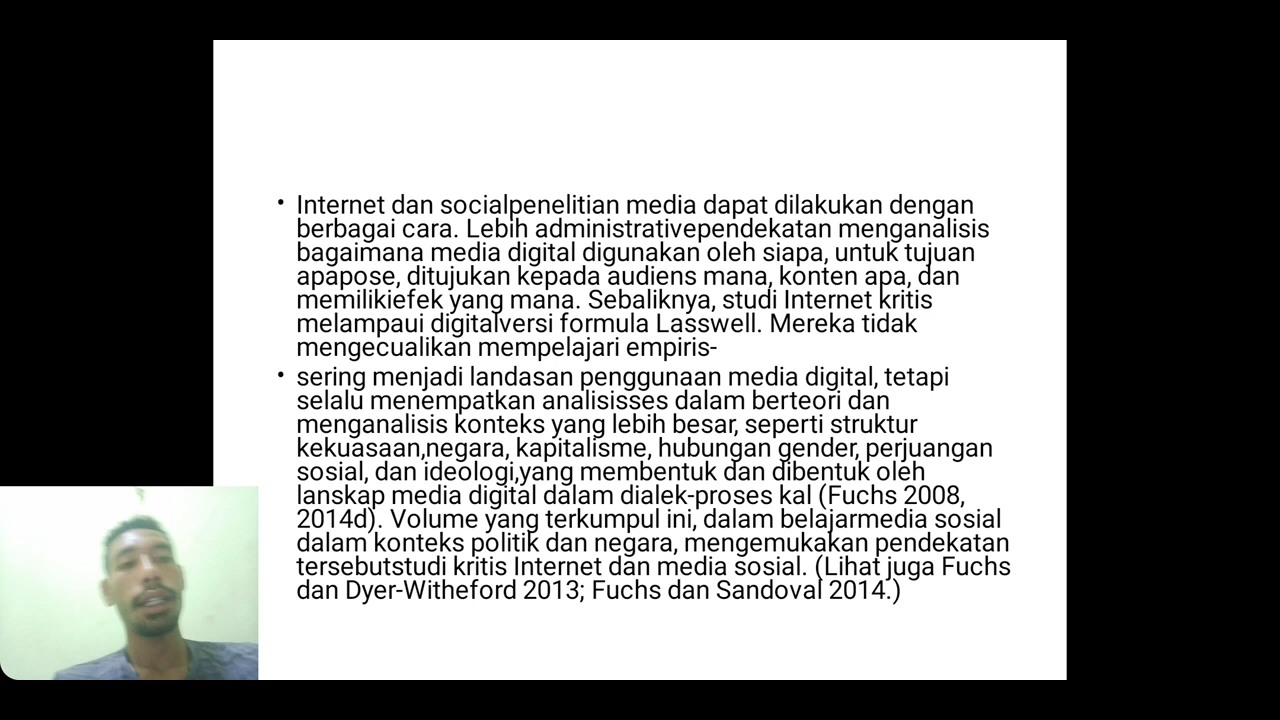 • Internet dan socialpenelitian media dapat dilakukan dengan
berbagai cara. Lebih administrativependekatan menganalisis
bagaimana media digital digunakan oleh siapa, untuk tujuan
apapose, ditujukan kepada audiens mana, konten apa, dan
memilikiefek yang mana. Sebaliknya, studi Internet kritis
melampaui digitalversi formula Lasswell. Mereka tidak
mengecualikan mempelajari empiris-
• sering menjadi landasan penggunaan media digital, tetapi
selalu menempatkan analisisses dalam berteori dan
menganalisis konteks yang lebih besar, seperti struktur
kekuasaan,negara, kapitalisme, hubungan gender, perjuangan
sosial, dan ideologi,yang membentuk dan dibentuk oleh
lanskap media digital dalam dialek-proses kal (Fuchs 2008,
2014d). Volume yang terkumpul ini, dalam belajarmedia sosial
dalam konteks politik dan negara, mengemukakan pendekatan
tersebutstudi kritis Internet dan media sosial. (Lihat juga Fuchs
dan Dyer-Witheford 2013; Fuchs dan Sandoval 2014.)